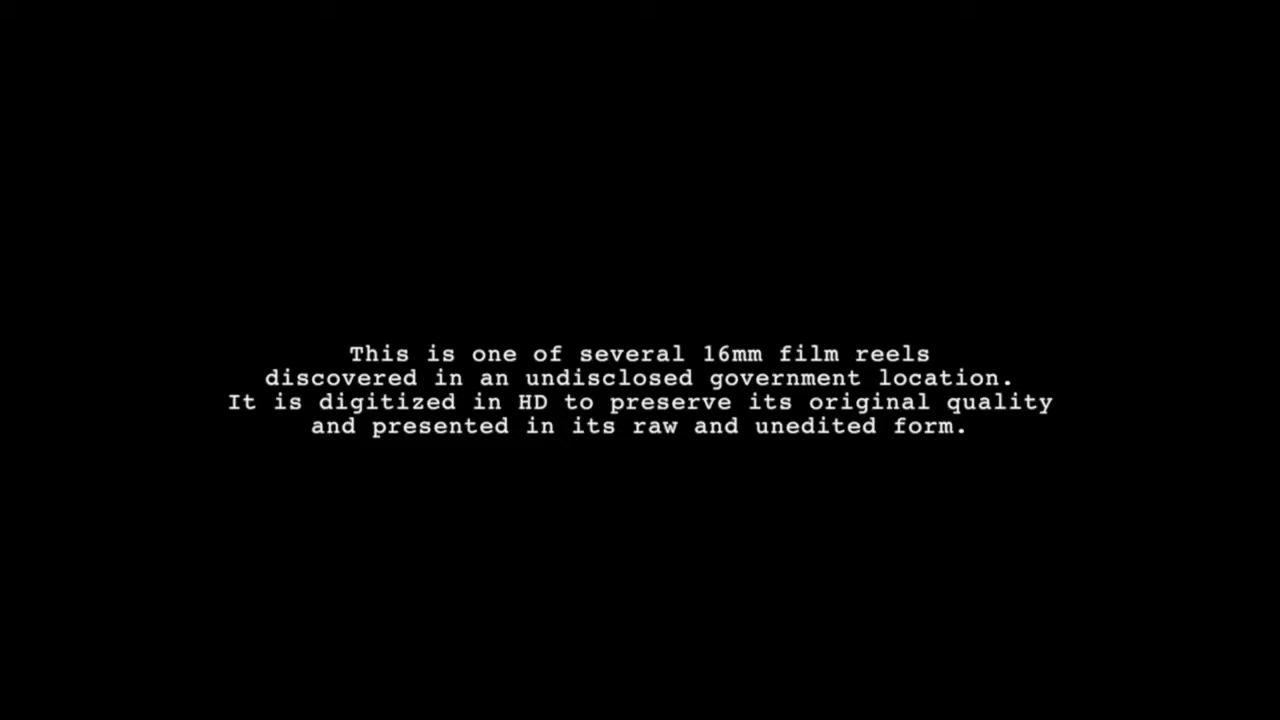 This is one of several 16mm film reels
discovered in an undisclosed government location.
It is digitized in HD to preserve its original quality
and presented in its raw and unedited form.